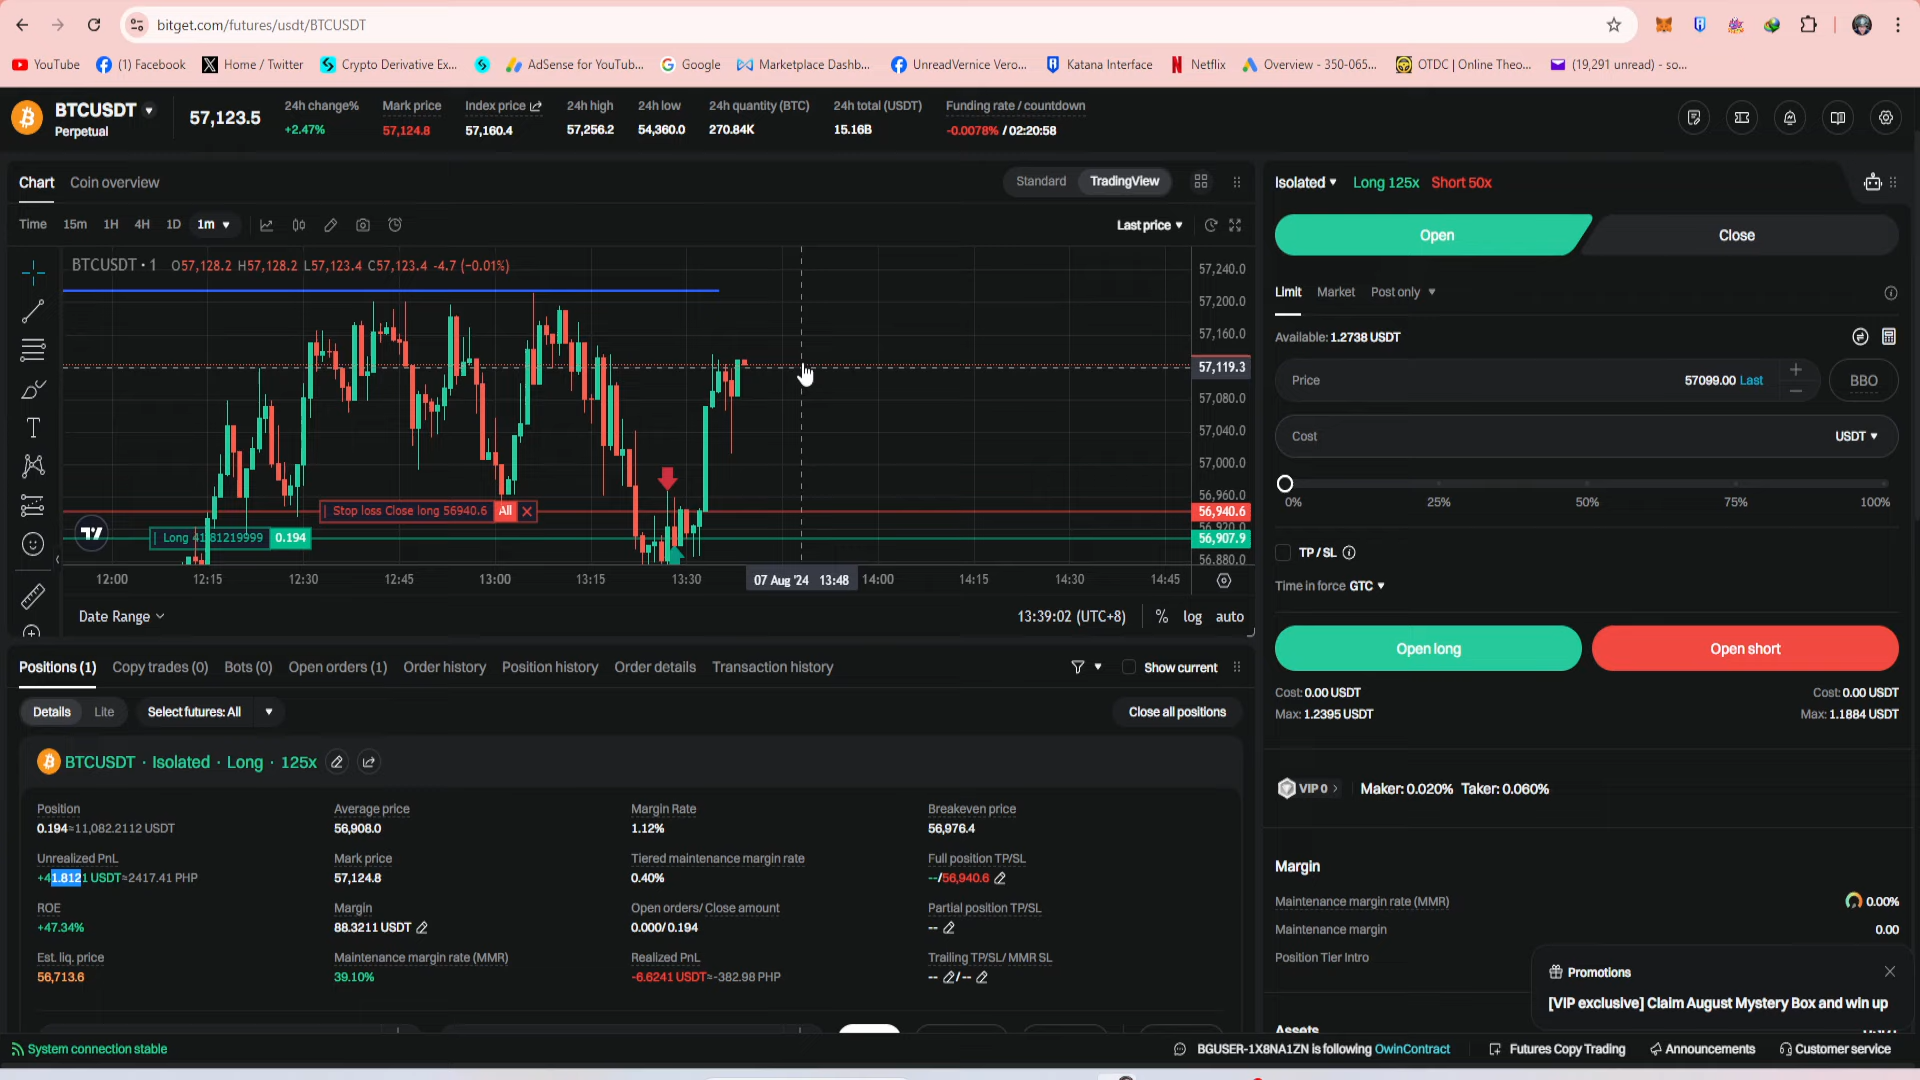 bitget.com/futures/usdt/BTCUSDT
YouTube (1) Facebook Home / Twitter Crypto Derivative Ex... AdSense for YouTub... Google Marketplace Dashb... UnreadVernice Vero... Katana Interface Netflix Overview - 350-065... OTDC | Online Theo... (19,291 unread) - so...
BTCUSDT
Perpetual
57,123.5
24h change% Mark price Index price 24h high 24h low 24h quantity (BTC) 24h total (USDT) Funding rate / countdown
+2.47% 57,124.8 57,160.4 57,256.2 54,360.0 270.84K 15.16B -0.0078% / 02:20:58
Chart Coin overview Standard TradingView
Time 15m 1H 4H 1D 1m Last price
BTCUSDT · 1 O57,128.2 H57,128.2 L57,123.4 C57,123.4 -4.7 (-0.01%)
57,240.0
57,200.0
57,160.0
57,119.3
57,080.0
57,040.0
57,000.0
56,960.0
Stop loss Close long 56940.6 All
56,940.6
56,920.0
Long 41.81219999 0.194
56,907.9
56,880.0
12:00 12:15 12:30 12:45 13:00 13:15 13:30 07 Aug '24 13:48 14:00 14:15 14:30 14:45
Date Range 13:39:02 (UTC+8) % log auto
Positions (1) Copy trades (0) Bots (0) Open orders (1) Order history Position history Order details Transaction history Show current
Details Lite Select futures: All Close all positions
BTCUSDT · Isolated · Long · 125x
Position Average price Margin Rate Breakeven price
0.194≈11,082.2112 USDT 56,908.0 1.12% 56,976.4
Unrealized PnL Mark price Tiered maintenance margin rate Full position TP/SL
+41.8121 USDT≈2417.41 PHP 57,124.8 0.40% --/56,940.6
ROE Margin Open orders/ Close amount Partial position TP/SL
+47.34% 88.3211 USDT 0.000/ 0.194 --
Est. liq. price Maintenance margin rate (MMR) Realized PnL Trailing TP/SL/ MMR SL
56,713.6 39.10% -6.6241 USDT≈-382.98 PHP -- / --
Isolated Long 125x Short 50x
Open Close
Limit Market Post only
Available: 1.2738 USDT
Price 57099.00 Last BBO
Cost USDT
0% 25% 50% 75% 100%
TP / SL
Time in force GTC
Open long Open short
Cost: 0.00 USDT Cost: 0.00 USDT
Max: 1.2395 USDT Max: 1.1884 USDT
VIP 0 Maker: 0.020% Taker: 0.060%
Margin
Maintenance margin rate (MMR) 0.00%
Maintenance margin 0.00
Position Tier Intro
Promotions
[VIP exclusive] Claim August Mystery Box and win up
Assets
System connection stable BGUSER-1X8NA1ZN is following OwinContract Futures Copy Trading Announcements Customer service